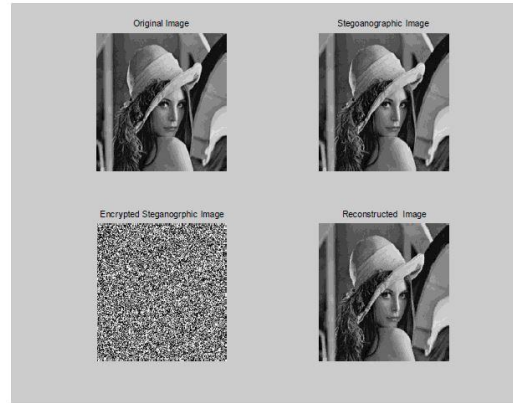 Original Image
Stegoanographic Image
Encrypted Steganogrphic Image
Reconstructed Image